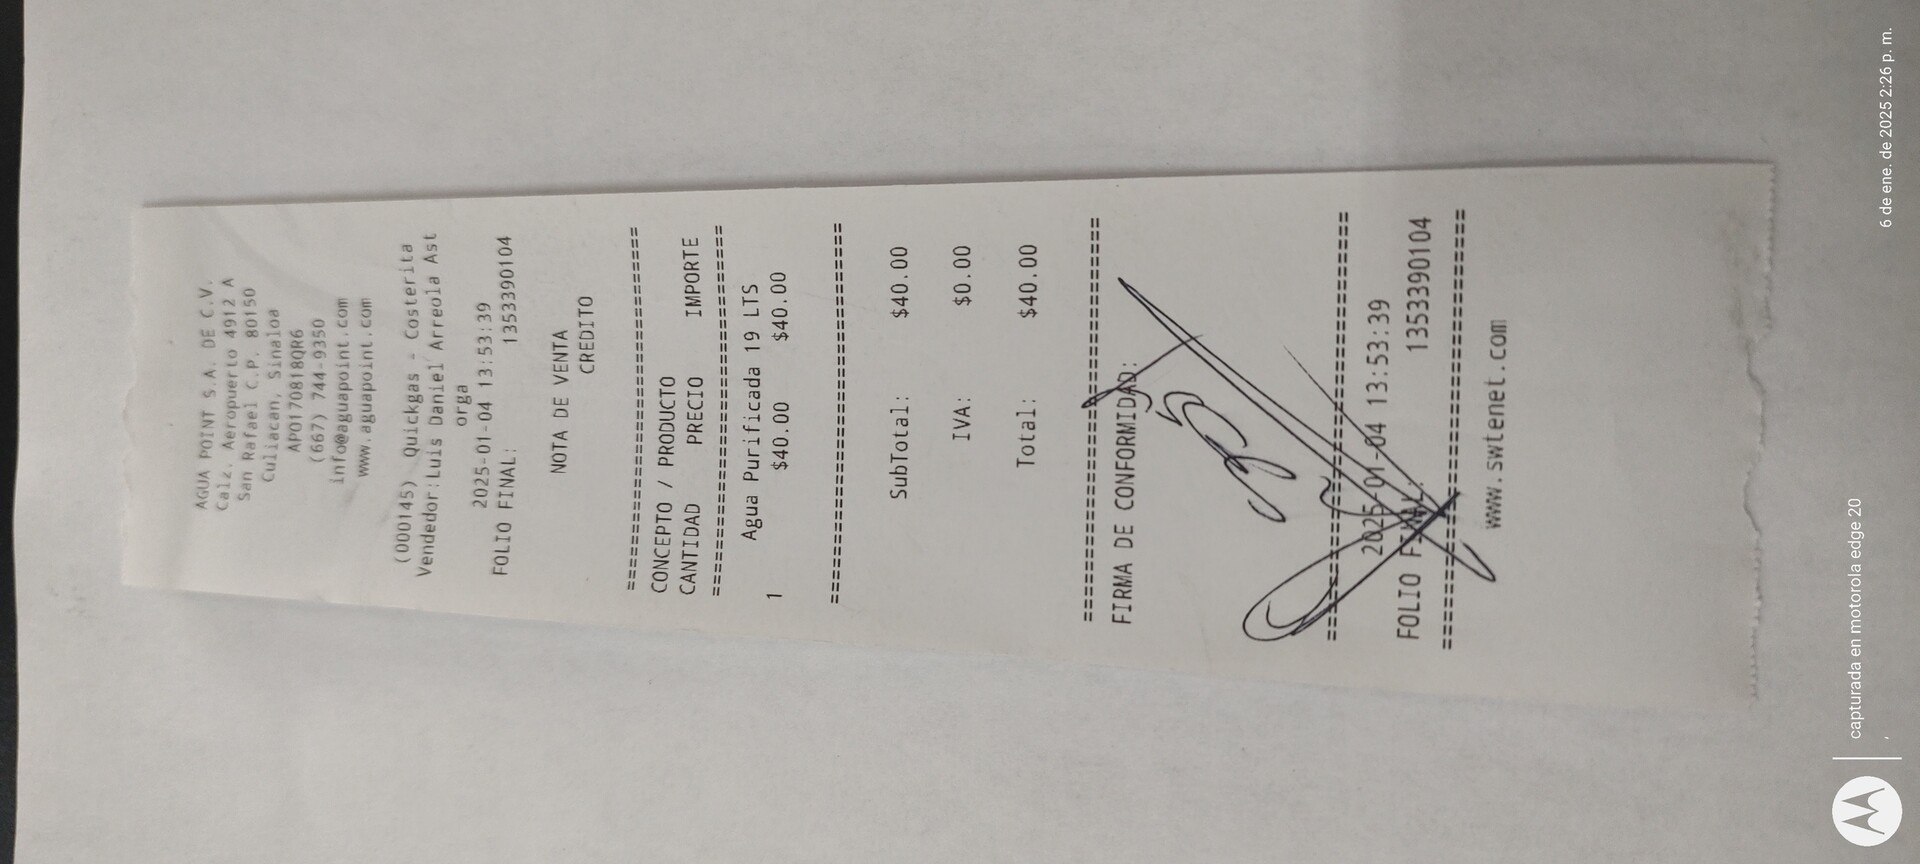 AGUA POINT S.A. DE C.V.
Calz. Aeropuerto 4912 A
San Rafael C.P. 80150
Culiacan, Sinaloa
APO170818QR6
(667) 744-9350
info@aguapoint.com
www.aguapoint.com
(000145) Quickgas - Costerita
Vendedor:Luis Daniel Arreola Ast
orga
2025-01-04 13:53:39
FOLIO FINAL: 1353390104
NOTA DE VENTA
CREDITO
================================
CONCEPTO / PRODUCTO
CANTIDAD PRECIO IMPORTE
================================
Agua Purificada 19 LTS
1 $40.00 $40.00
================================
SubTotal: $40.00
IVA: $0.00
Total: $40.00
================================
FIRMA DE CONFORMIDAD:
================================
2025-01-04 13:53:39
FOLIO FINAL: 1353390104
================================
www.swtenet.com
capturada en motorola edge 20
6 de ene. de 2025 2:26 p. m.